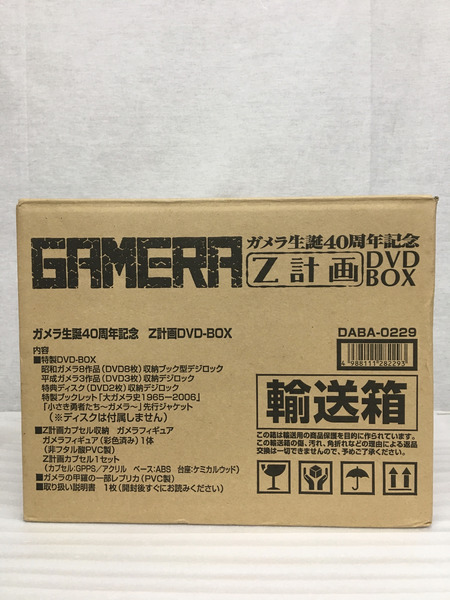 GAMERA
ガメラ生誕40周年記念
Z計画
DVD
BOX
ガメラ生誕40周年記念 Z計画DVD-BOX
DABA-0229
4 988111 282293
内容
■特製DVD-BOX
昭和ガメラ8作品(DVD8枚)収納ブック型デジロック
平成ガメラ3作品(DVD3枚)収納デジロック
特典ディスク(DVD2枚)収納デジロック
特製ブックレット「大ガメラ史1965−2006」
「小さき勇者たち〜ガメラ〜」先行ジャケット
(※ディスクは付属しません)
■Z計画カプセル収納 ガメラフィギュア
ガメラフィギュア(彩色済み)1体
(非フタル酸PVC製)
Z計画カプセル1セット
(カプセル:GPPS/アクリル ベース:ABS 台座:ケミカルウッド)
■ガメラの甲羅の一部レプリカ(PVC製)
■取り扱い説明書 1枚(開封後すぐにお読みください)
輸送箱
この箱は輸送用の商品保護を目的に作られています。
この輸送箱の傷、汚れ、角折れなどの理由による返品
交換は一切できませんので、予めご了承ください。